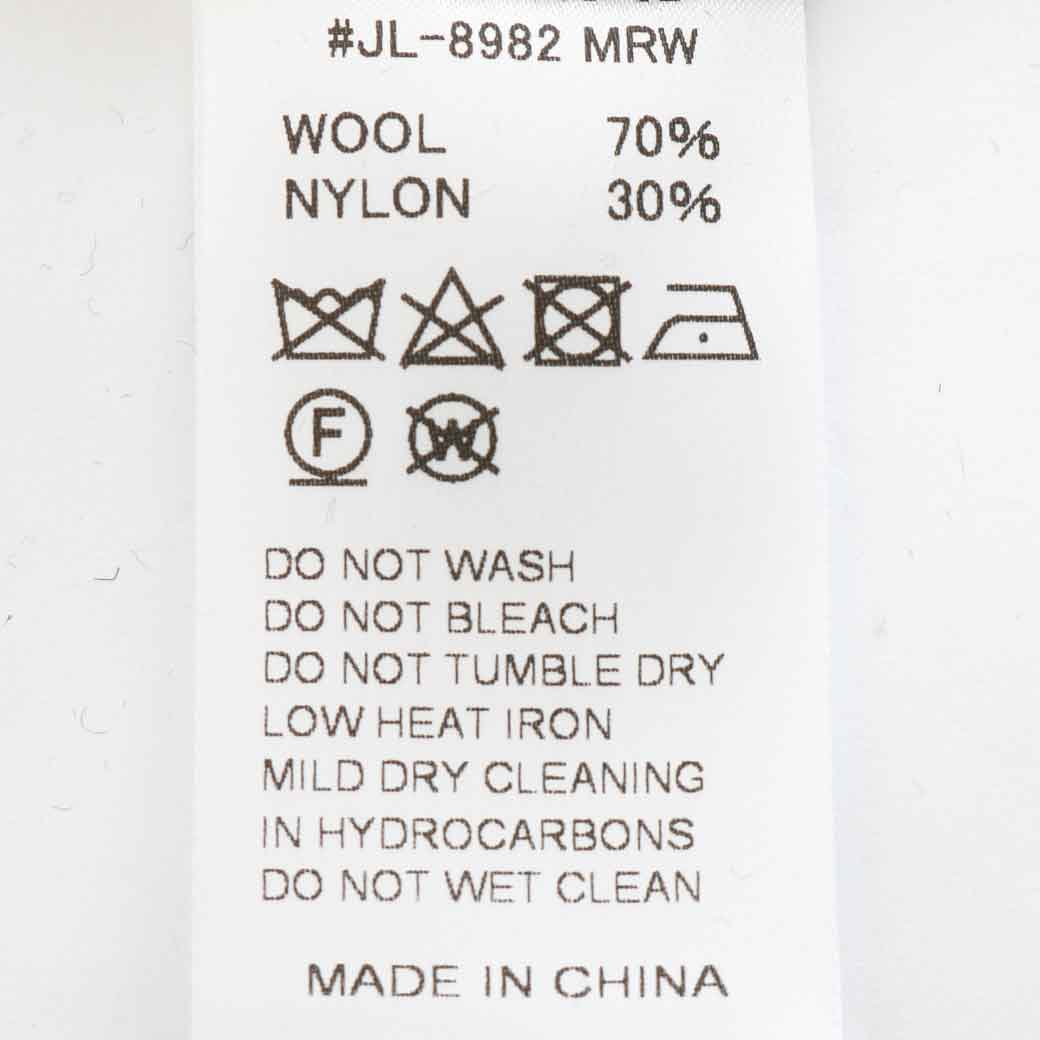 #JL-8982 MRW
WOOL 70%
NYLON 30%
F W
DO NOT WASH
DO NOT BLEACH
DO NOT TUMBLE DRY
LOW HEAT IRON
MILD DRY CLEANING
IN HYDROCARBONS
DO NOT WET CLEAN
MADE IN CHINA